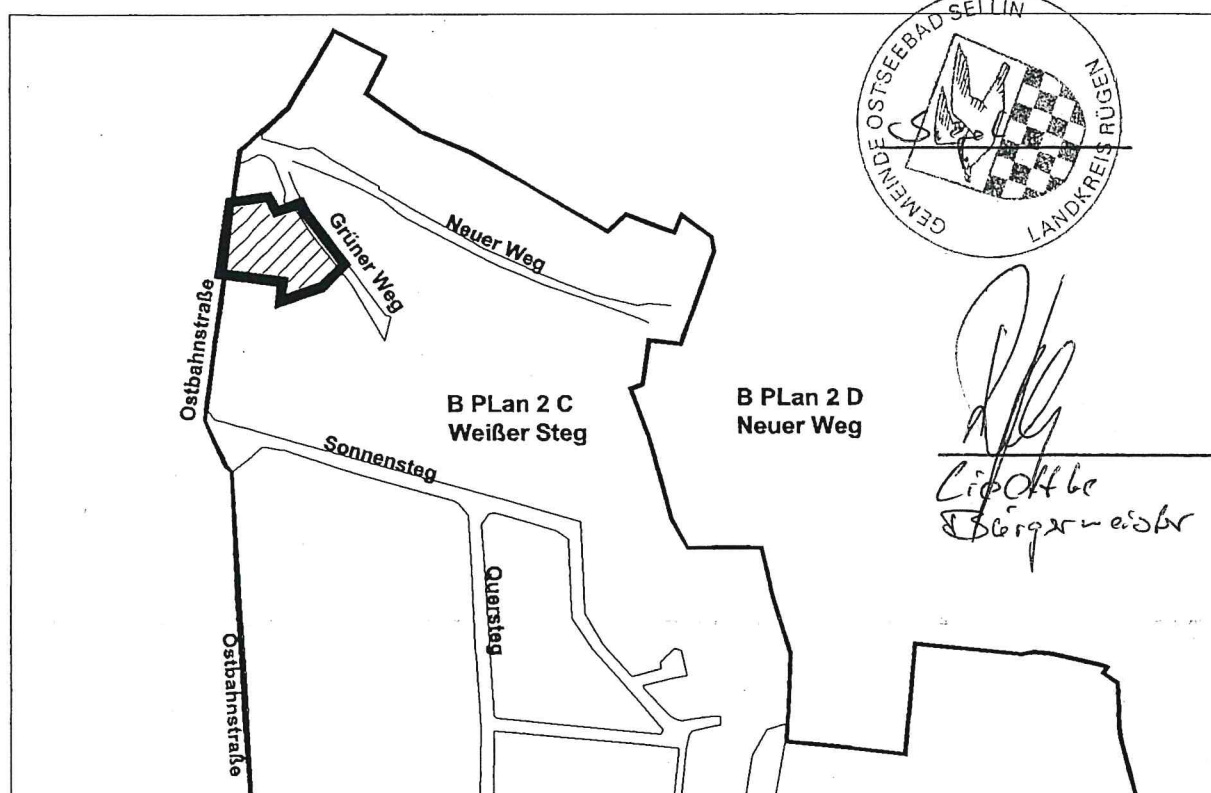 GEMEINDE OSTSEEBAD SELLIN
LANDKREIS RÜGEN
Neuer Weg
Grüner Weg
Ostbahnstraße
B PLan 2 C
Weißer Steg
B PLan 2 D
Neuer Weg
Sonnensteg
Bürgermeister
Quersteg
Ostbahnstraße